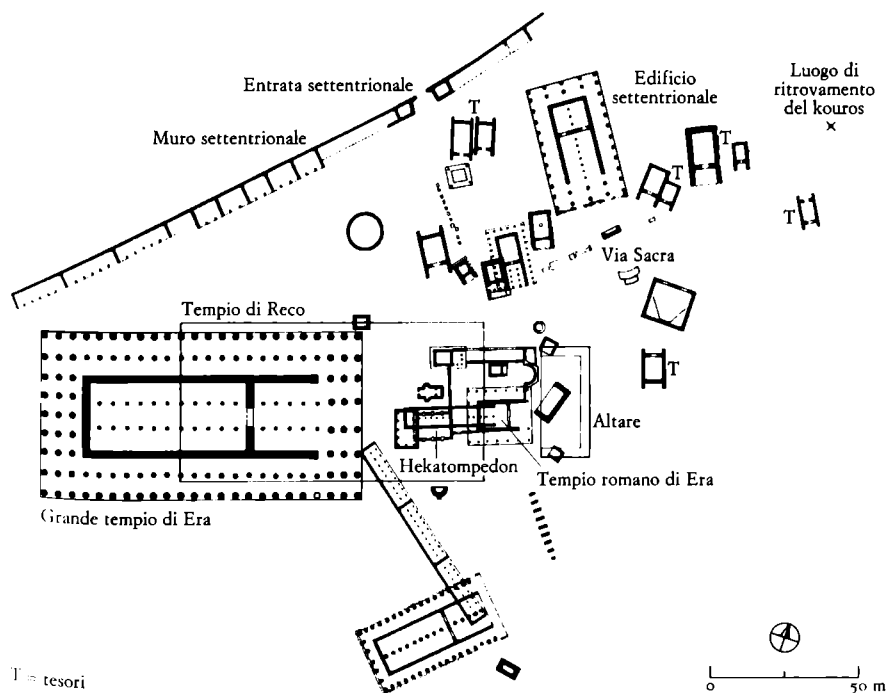 Entrata settentrionale
Muro settentrionale
T
Edificio
settentrionale
Luogo di
ritrovamento
del kouros
T
T
T
Via Sacra
Tempio di Reco
T
Altare
Hekatompedon
Tempio romano di Era
Grande tempio di Era
T = tesori
0
50 m